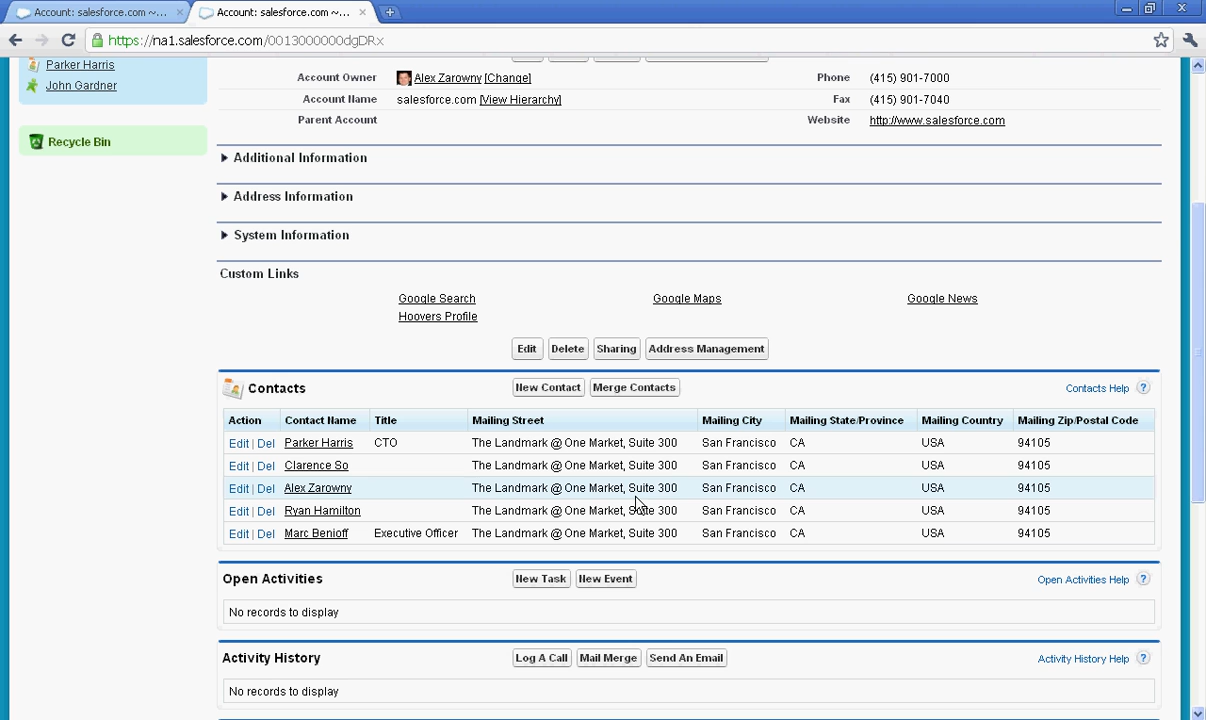 Account: salesforce.com ~... Account: salesforce.com ~...
https://na1.salesforce.com/0013000000dgDRx
Parker Harris
John Gardner
Recycle Bin
Account Owner Alex Zarowny [Change] Phone (415) 901-7000
Account Name salesforce.com [View Hierarchy] Fax (415) 901-7040
Parent Account Website http://www.salesforce.com
Additional Information
Address Information
System Information
Custom Links
Google Search Google Maps Google News
Hoovers Profile
Edit Delete Sharing Address Management
Contacts New Contact Merge Contacts Contacts Help ?
Action Contact Name Title Mailing Street Mailing City Mailing State/Province Mailing Country Mailing Zip/Postal Code
Edit | Del Parker Harris CTO The Landmark @ One Market, Suite 300 San Francisco CA USA 94105
Edit | Del Clarence So The Landmark @ One Market, Suite 300 San Francisco CA USA 94105
Edit | Del Alex Zarowny The Landmark @ One Market, Suite 300 San Francisco CA USA 94105
Edit | Del Ryan Hamilton The Landmark @ One Market, Suite 300 San Francisco CA USA 94105
Edit | Del Marc Benioff Executive Officer The Landmark @ One Market, Suite 300 San Francisco CA USA 94105
Open Activities New Task New Event Open Activities Help ?
No records to display
Activity History Log A Call Mail Merge Send An Email Activity History Help ?
No records to display